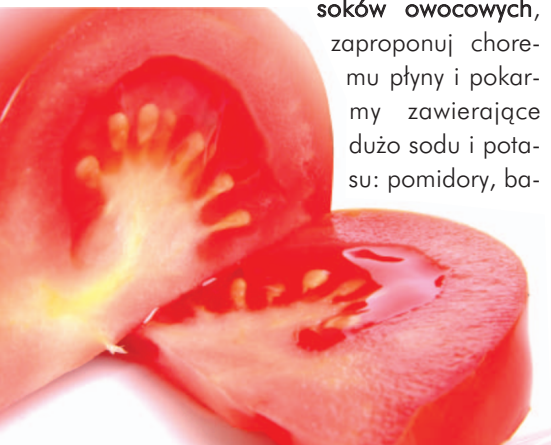 soków owocowych,
zaproponuj chore-
mu płyny i pokar-
my zawierające
dużo sodu i pota-
su: pomidory, ba-